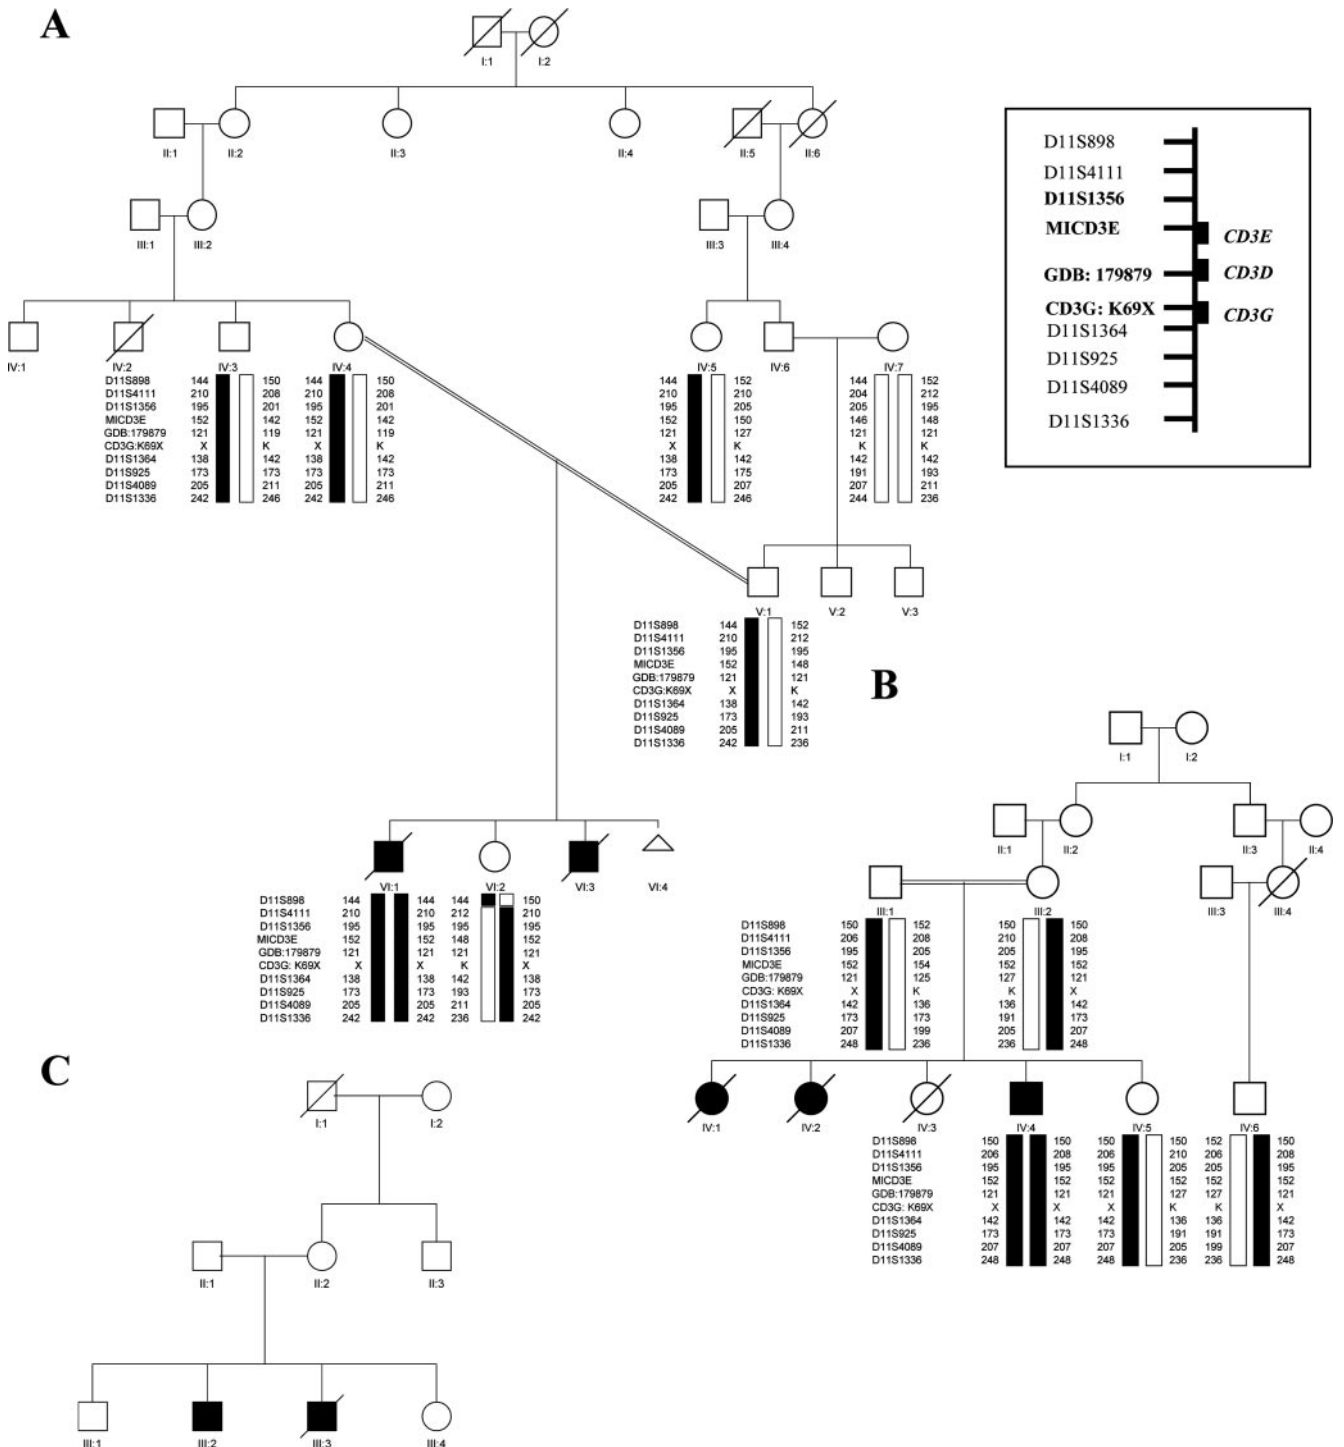 A
I:1 I:2
II:1 II:2 II:3 II:4 II:5 II:6
III:1 III:2 III:3 III:4
IV:1 IV:2 IV:3 IV:4 IV:5 IV:6 IV:7
D11S898 144 150 144 150 144 152 144 152
D11S4111 210 208 210 208 210 210 204 212
D11S1356 195 201 195 201 195 205 205 195
MICD3E 152 142 152 142 152 150 146 148
GDB:179879 121 119 121 119 121 127 121 121
CD3G:K69X X K X K X K K K
D11S1364 138 142 138 142 138 142 142 142
D11S925 173 173 173 173 173 175 191 193
D11S4089 205 211 205 211 205 207 207 211
D11S1336 242 246 242 246 242 246 244 236
D11S898
D11S4111
D11S1356
MICD3E CD3E
GDB: 179879 CD3D
CD3G: K69X CD3G
D11S1364
D11S925
D11S4089
D11S1336
V:1 V:2 V:3
D11S898 144 152
D11S4111 210 212
D11S1356 195 195
MICD3E 152 148
GDB:179879 121 121
CD3G:K69X X K
D11S1364 138 142
D11S925 173 193
D11S4089 205 211
D11S1336 242 236
VI:1 VI:2 VI:3 VI:4
D11S898 144 144 144 150
D11S4111 210 210 212 210
D11S1356 195 195 195 195
MICD3E 152 152 148 152
GDB:179879 121 121 121 121
CD3G: K69X X X K X
D11S1364 138 138 142 138
D11S925 173 173 193 173
D11S4089 205 205 211 205
D11S1336 242 242 236 242
B
I:1 I:2
II:1 II:2 II:3 II:4
III:1 III:2 III:3 III:4
D11S898 150 152 150 150
D11S4111 206 208 210 208
D11S1356 195 205 205 195
MICD3E 152 154 152 152
GDB:179879 121 125 127 121
CD3G: K69X X K K X
D11S1364 142 136 136 142
D11S925 173 173 191 173
D11S4089 207 199 205 207
D11S1336 248 236 236 248
IV:1 IV:2 IV:3 IV:4 IV:5 IV:6
D11S898 150 150 150 150 152 150
D11S4111 206 208 206 210 206 208
D11S1356 195 195 195 205 205 195
MICD3E 152 152 152 152 152 152
GDB:179879 121 121 121 127 127 121
CD3G: K69X X X X K K X
D11S1364 142 142 142 136 136 142
D11S925 173 173 173 191 191 173
D11S4089 207 207 207 205 199 207
D11S1336 248 248 248 236 236 248
C
I:1 I:2
II:1 II:2 II:3
III:1 III:2 III:3 III:4